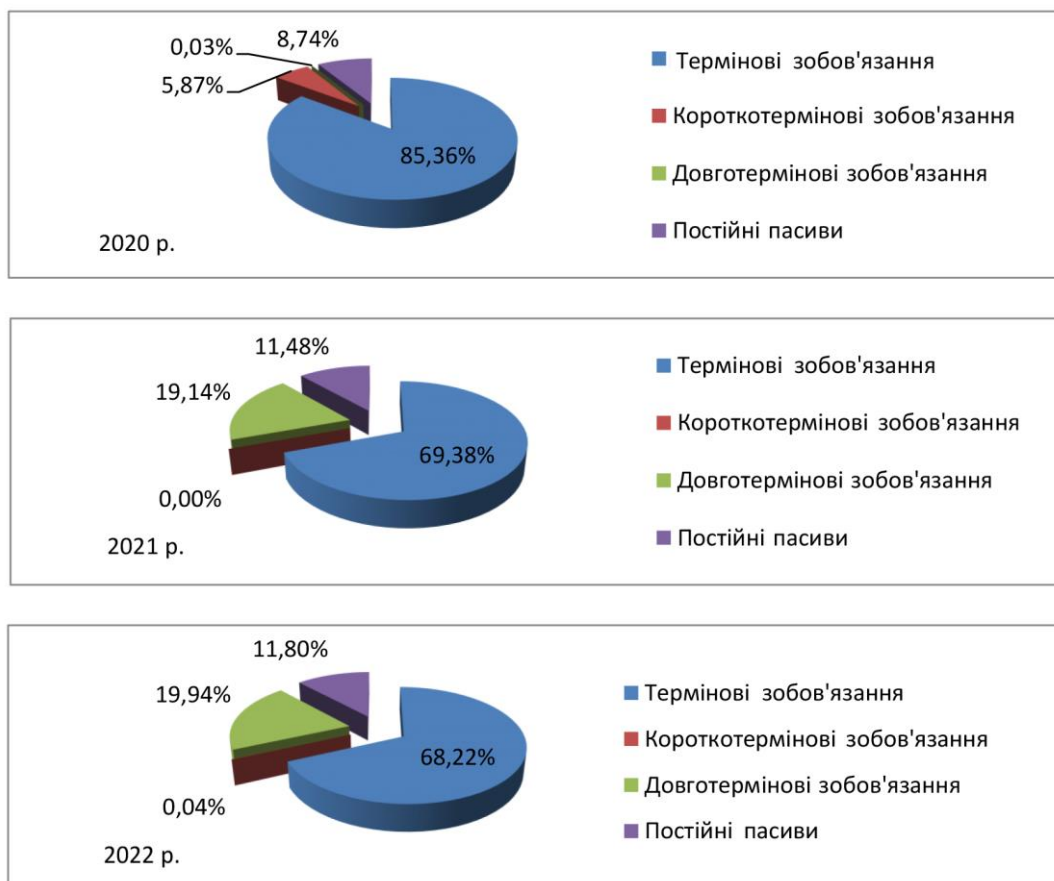 0,03%
8,74%
5,87%
85,36%
2020 р.
Термінові зобов'язання
Короткотермінові зобов'язання
Довготермінові зобов'язання
Постійні пасиви
11,48%
19,14%
69,38%
0,00%
2021 р.
Термінові зобов'язання
Короткотермінові зобов'язання
Довготермінові зобов'язання
Постійні пасиви
11,80%
19,94%
68,22%
0,04%
2022 р.
Термінові зобов'язання
Короткотермінові зобов'язання
Довготермінові зобов'язання
Постійні пасиви